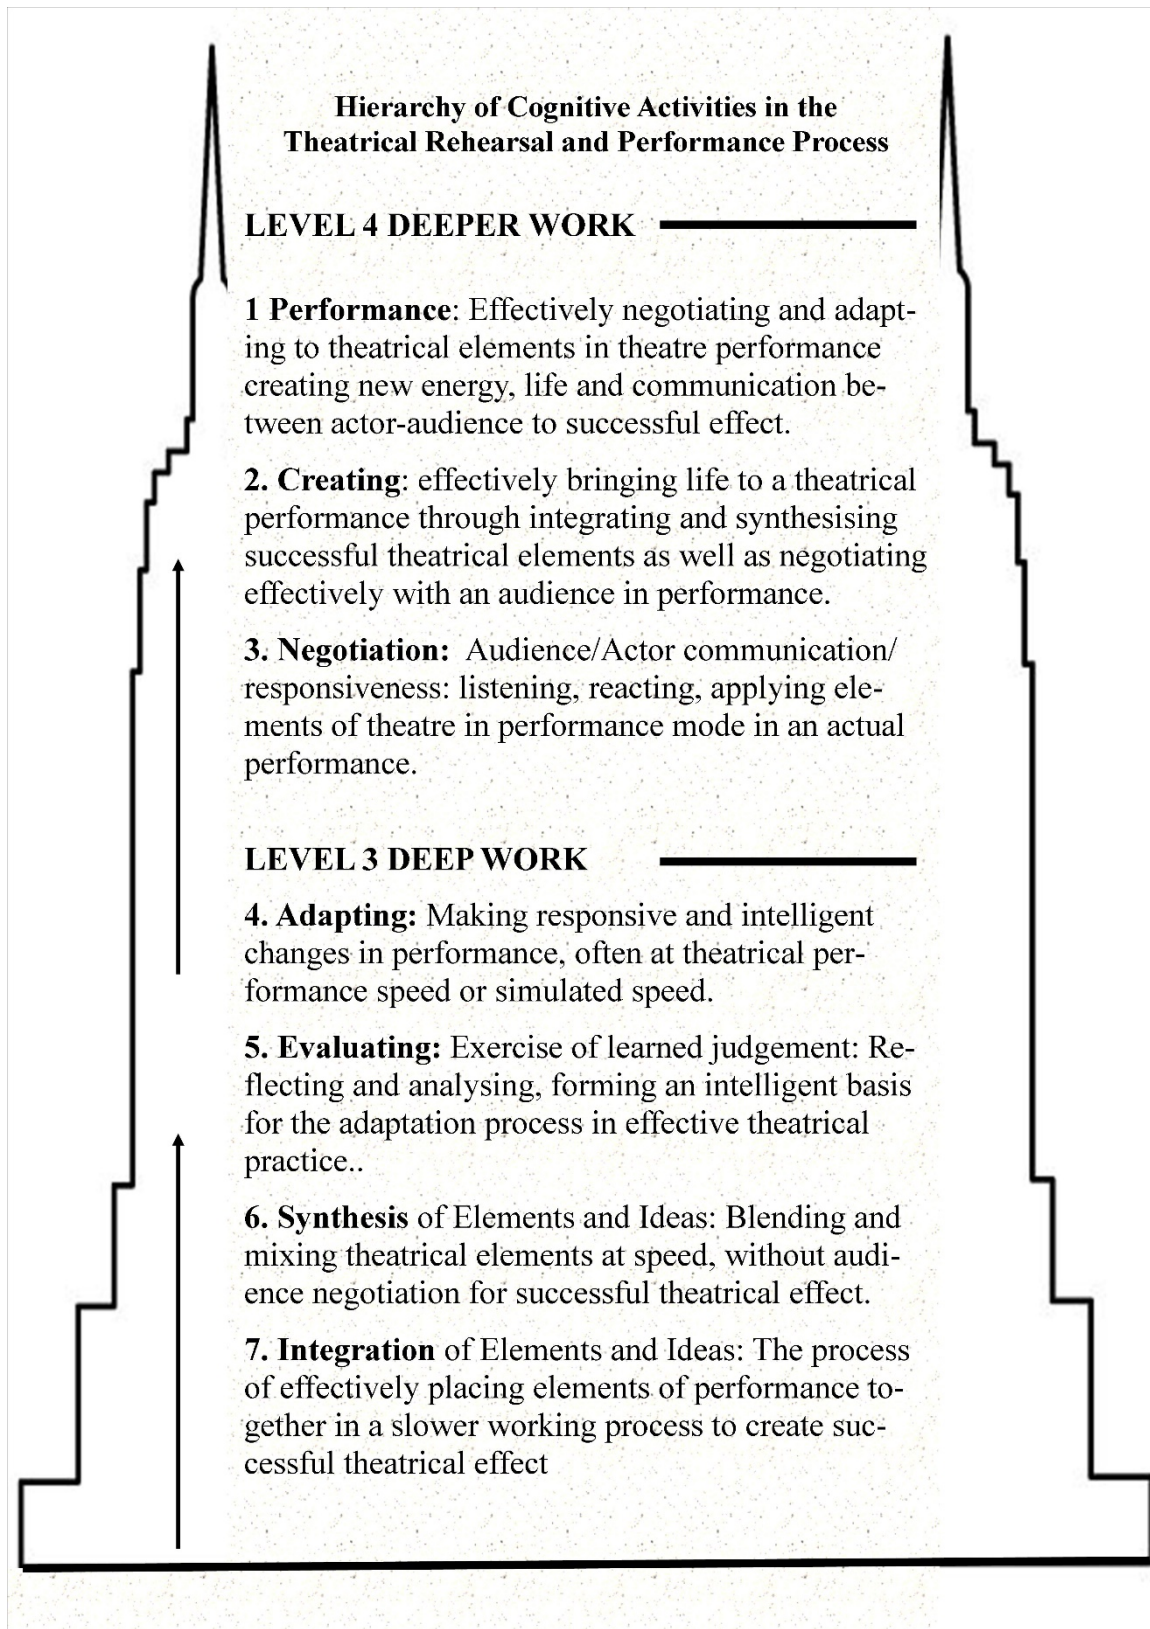 Hierarchy of Cognitive Activities in the
Theatrical Rehearsal and Performance Process
LEVEL 4 DEEPER WORK
1 Performance: Effectively negotiating and adapt-
ing to theatrical elements in theatre performance
creating new energy, life and communication be-
tween actor-audience to successful effect.
2. Creating: effectively bringing life to a theatrical
performance through integrating and synthesising
successful theatrical elements as well as negotiating
effectively with an audience in performance.
3. Negotiation: Audience/Actor communication/
responsiveness: listening, reacting, applying ele-
ments of theatre in performance mode in an actual
performance.
LEVEL 3 DEEP WORK
4. Adapting: Making responsive and intelligent
changes in performance, often at theatrical per-
formance speed or simulated speed.
5. Evaluating: Exercise of learned judgement: Re-
flecting and analysing, forming an intelligent basis
for the adaptation process in effective theatrical
practice..
6. Synthesis of Elements and Ideas: Blending and
mixing theatrical elements at speed, without audi-
ence negotiation for successful theatrical effect.
7. Integration of Elements and Ideas: The process
of effectively placing elements of performance to-
gether in a slower working process to create suc-
cessful theatrical effect